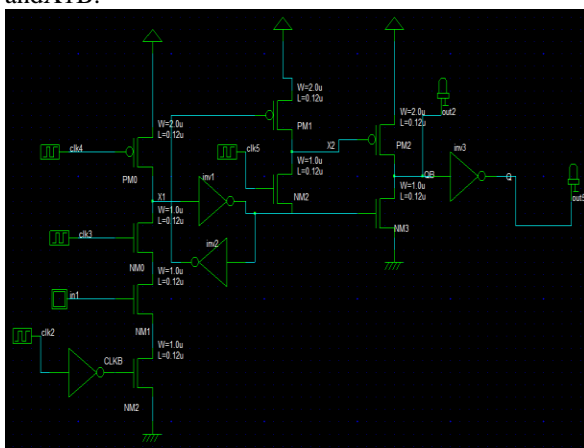 andX1B.
W=2.0u
L=0.12u
PM1
out2
W=2.0u
L=0.12u
clk4
PM0
W=2.0u
L=0.12u
PM2
inv3
clk5
X2
W=1.0u
L=0.12u
NM2
X1
inv1
QB
Q
W=1.0u
L=0.12u
NM3
out5
W=1.0u
L=0.12u
clk3
NM0
inv2
W=1.0u
L=0.12u
in1
NM1
clk2
CLKB
W=1.0u
L=0.12u
NM2